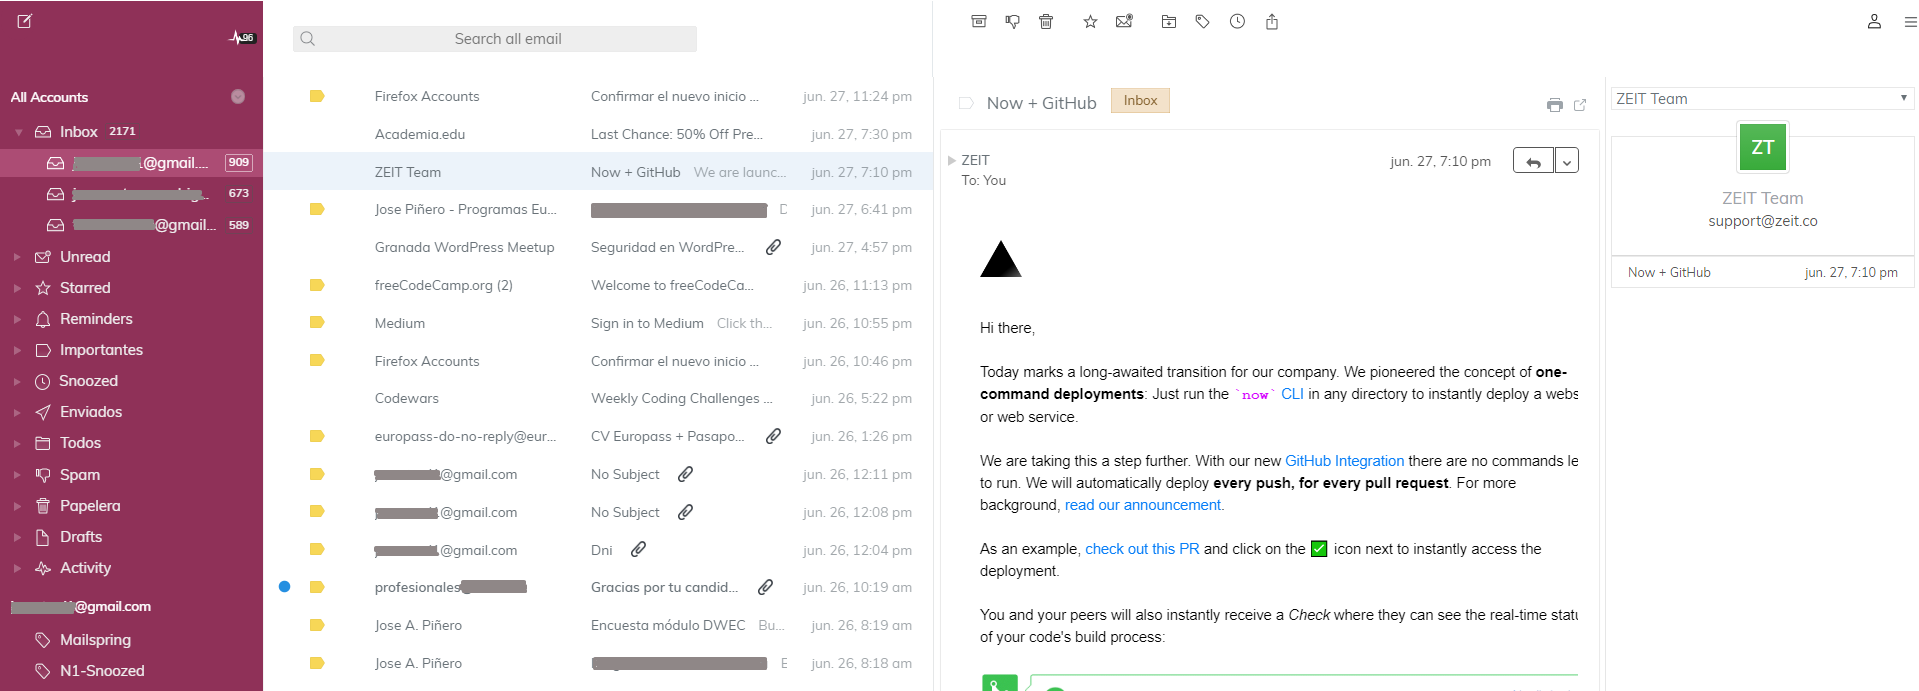 96
All Accounts
Inbox 2171
@gmail.... 909
673
@gmail... 589
Unread
Starred
Reminders
Importantes
Snoozed
Enviados
Todos
Spam
Papelera
Drafts
Activity
@gmail.com
Mailspring
N1-Snoozed
Search all email
Firefox Accounts Confirmar el nuevo inicio ... jun. 27, 11:24 pm
Academia.edu Last Chance: 50% Off Pre... jun. 27, 7:30 pm
ZEIT Team Now + GitHub We are launc... jun. 27, 7:10 pm
Jose Piñero - Programas Eu... D jun. 27, 6:41 pm
Granada WordPress Meetup Seguridad en WordPre... jun. 27, 4:57 pm
freeCodeCamp.org (2) Welcome to freeCodeCa... jun. 26, 11:13 pm
Medium Sign in to Medium Click th... jun. 26, 10:55 pm
Firefox Accounts Confirmar el nuevo inicio ... jun. 26, 10:46 pm
Codewars Weekly Coding Challenges ... jun. 26, 5:22 pm
europass-do-no-reply@eur... CV Europass + Pasapo... jun. 26, 1:26 pm
@gmail.com No Subject jun. 26, 12:11 pm
@gmail.com No Subject jun. 26, 12:08 pm
@gmail.com Dni jun. 26, 12:04 pm
profesionales Gracias por tu candid... jun. 26, 10:19 am
Jose A. Piñero Encuesta módulo DWEC Bu... jun. 26, 8:19 am
Jose A. Piñero E jun. 26, 8:18 am
Now + GitHub Inbox
ZEIT jun. 27, 7:10 pm
To: You
Hi there,
Today marks a long-awaited transition for our company. We pioneered the concept of one-
command deployments: Just run the `now` CLI in any directory to instantly deploy a webs
or web service.
We are taking this a step further. With our new GitHub Integration there are no commands le
to run. We will automatically deploy every push, for every pull request. For more
background, read our announcement.
As an example, check out this PR and click on the ✅ icon next to instantly access the
deployment.
You and your peers will also instantly receive a Check where they can see the real-time statu
of your code's build process:
ZEIT Team
ZT
ZEIT Team
support@zeit.co
Now + GitHub jun. 27, 7:10 pm